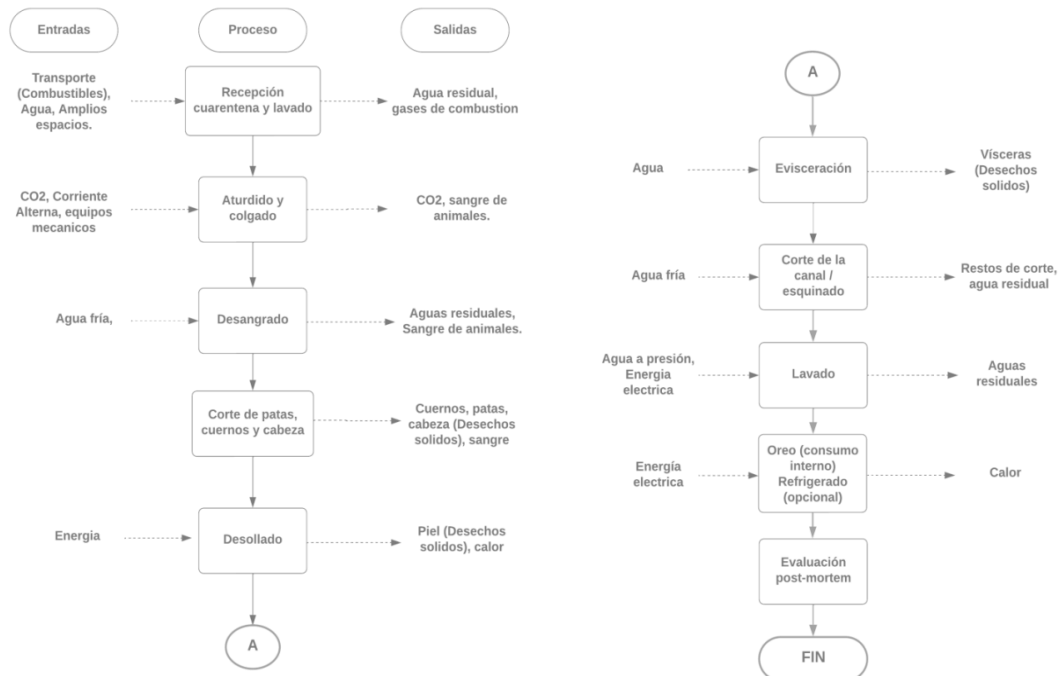 Entradas
Proceso
Salidas
Transporte
(Combustibles),
Agua, Amplios
espacios.
Recepción
cuarentena y lavado
Agua residual,
gases de combustion
CO2, Corriente
Alterna, equipos
mecanicos
Aturdido y
colgado
CO2, sangre de
animales.
Agua fría,
Desangrado
Aguas residuales,
Sangre de animales.
Corte de patas,
cuernos y cabeza
Cuernos, patas,
cabeza (Desechos
solidos), sangre
Energia
Desollado
Piel (Desechos
solidos), calor
A
A
Agua
Evisceración
Vísceras
(Desechos
solidos)
Agua fría
Corte de la
canal /
esquinado
Restos de corte,
agua residual
Agua a presión,
Energia
electrica
Lavado
Aguas
residuales
Energía
electrica
Oreo (consumo
interno)
Refrigerado
(opcional)
Calor
Evaluación
post-mortem
FIN